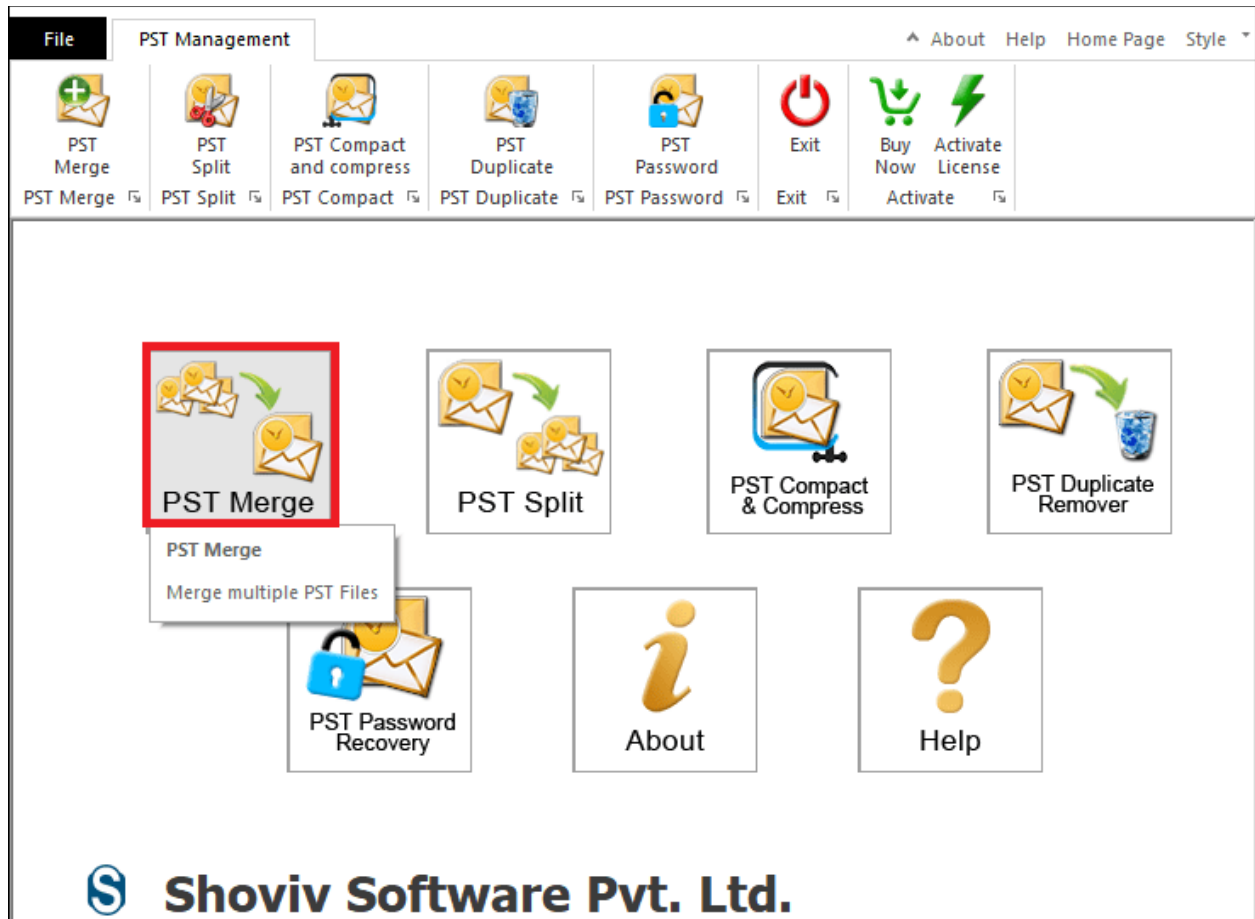 File
PST Management
About Help Home Page Style
PST Merge
PST Split
PST Compact and compress
PST Duplicate
PST Password
Exit
Buy Now
Activate License
PST Merge
PST Split
PST Compact
PST Duplicate
PST Password
Exit
Activate
PST Merge
PST Split
PST Compact
& Compress
PST Duplicate
Remover
PST Merge
Merge multiple PST Files
PST Password
Recovery
About
Help
S Shoviv Software Pvt. Ltd.